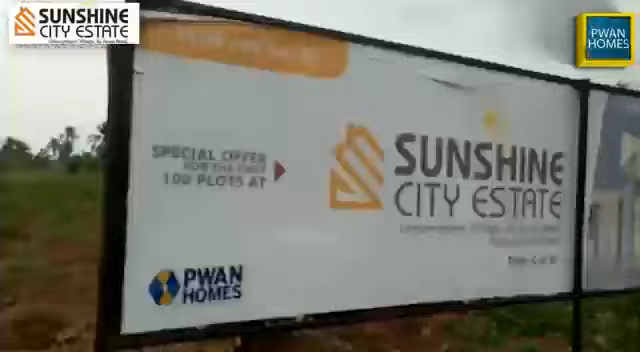 SUNSHINE
CITY ESTATE
PWAN
HOMES
SPECIAL OFFER
FOR THE FIRST
100 PLOTS AT
SUNSHINE
CITY ESTATE
PWAN
HOMES